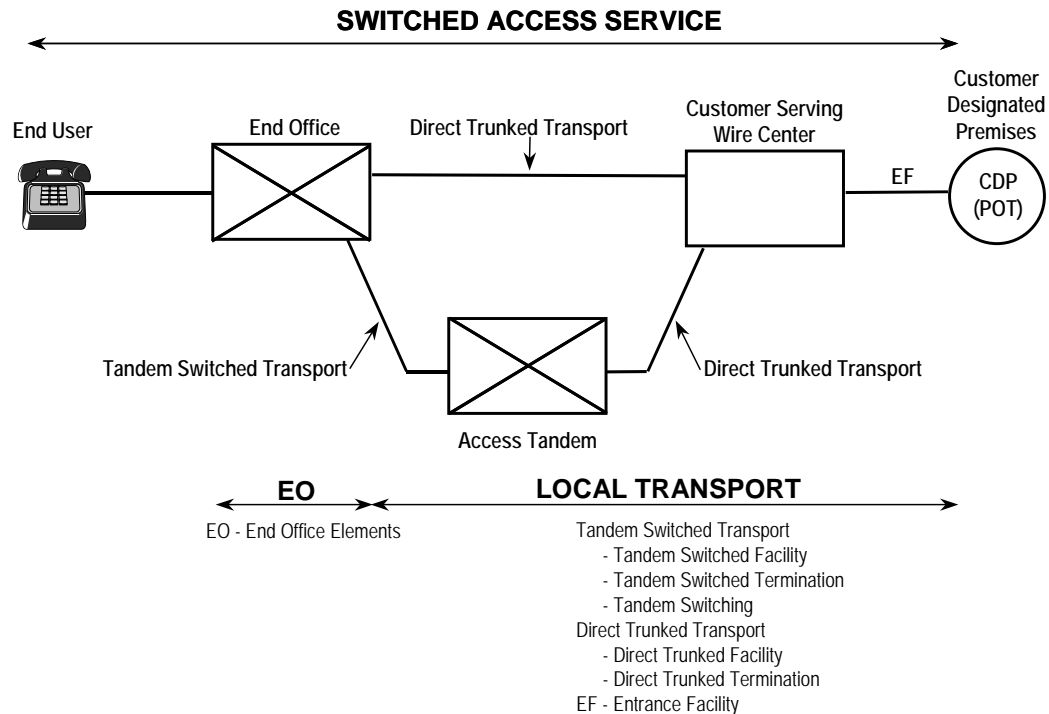 SWITCHED ACCESS SERVICE
Customer
Designated
Premises
End User
End Office
Direct Trunked Transport
Customer Serving
Wire Center
EF
CDP
(POT)
Tandem Switched Transport
Direct Trunked Transport
Access Tandem
EO
LOCAL TRANSPORT
EO - End Office Elements
Tandem Switched Transport
- Tandem Switched Facility
- Tandem Switched Termination
- Tandem Switching
Direct Trunked Transport
- Direct Trunked Facility
- Direct Trunked Termination
EF - Entrance Facility